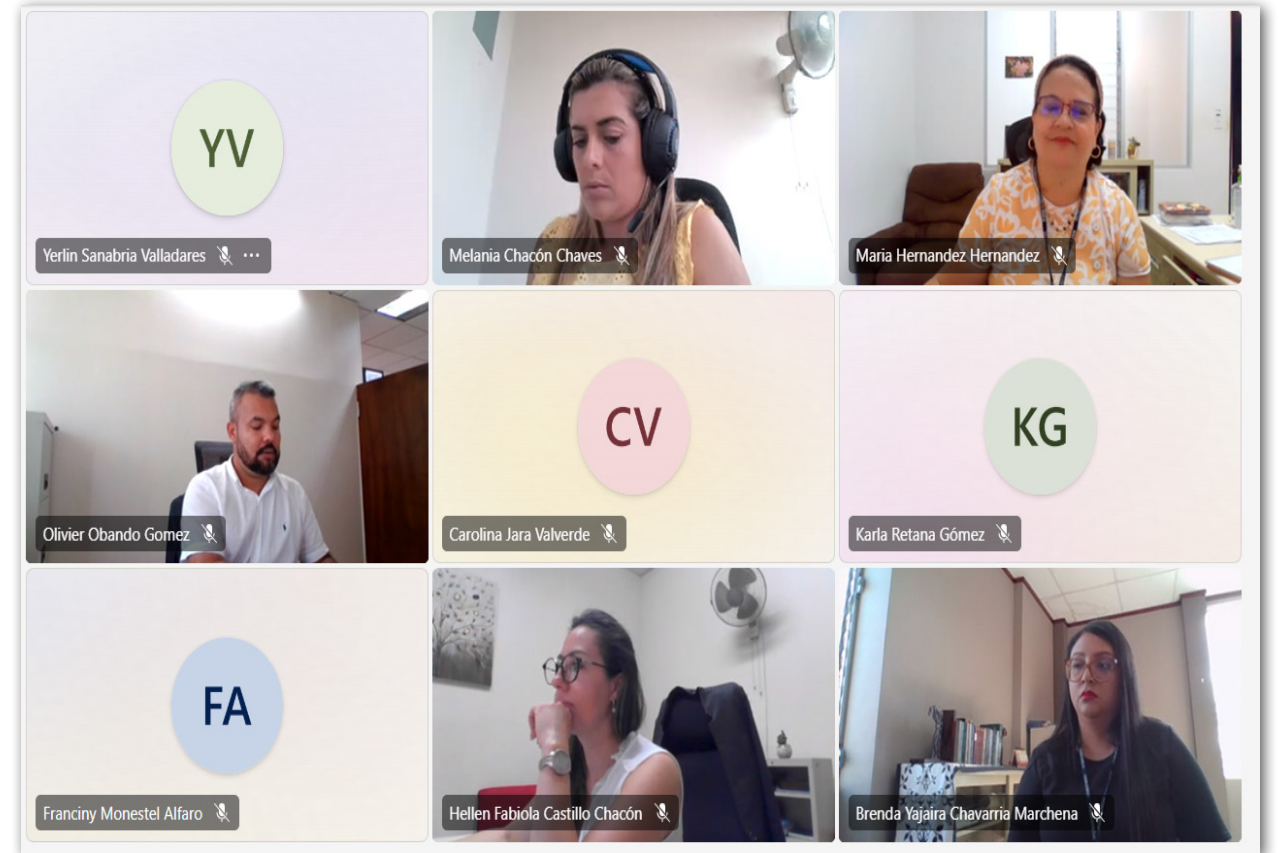 YV
Yerlin Sanabria Valladares
Melania Chacón Chaves
Maria Hernandez Hernandez
Olivier Obando Gomez
CV
Carolina Jara Valverde
KG
Karla Retana Gómez
FA
Franciny Monestel Alfaro
Hellen Fabiola Castillo Chacón
Brenda Yajaira Chavarria Marchena